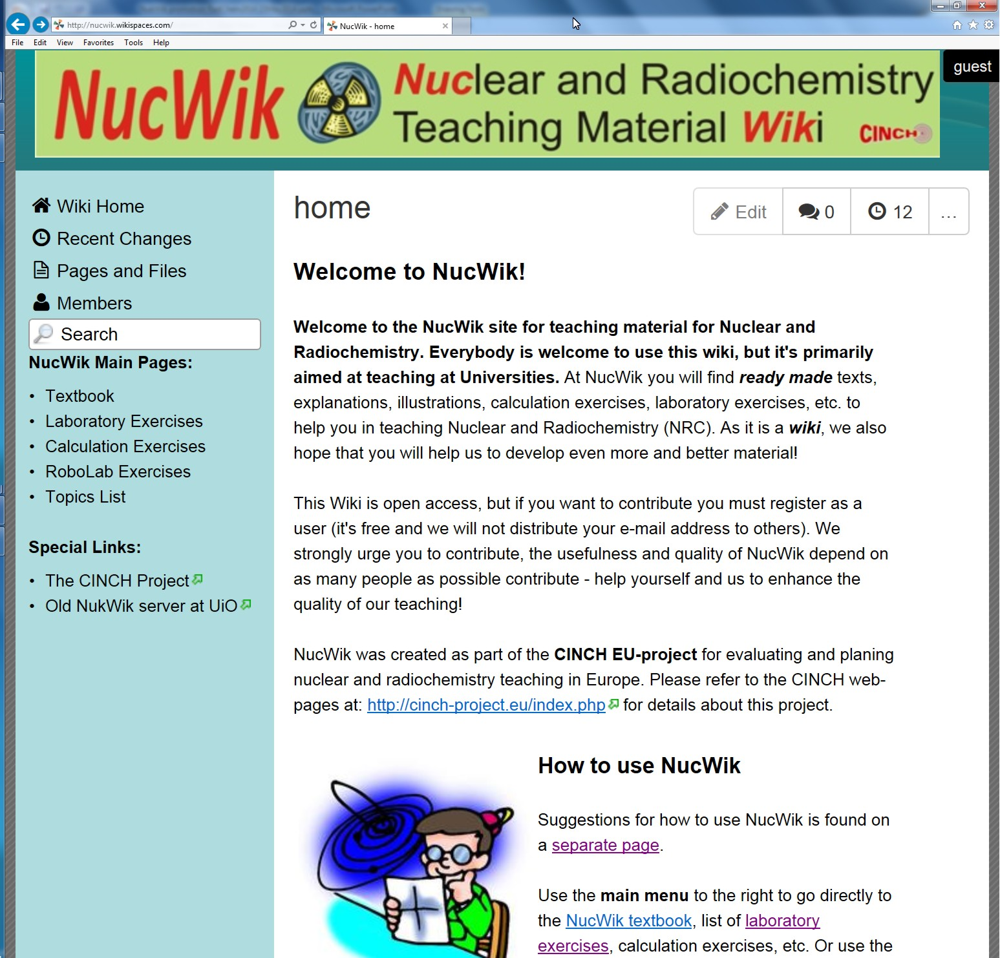 http://nucwik.wikispaces.com/
NucWik - home
File Edit View Favorites Tools Help
NucWik
Nuclear and Radiochemistry
Teaching Material Wiki
CINCH
guest
Wiki Home
Recent Changes
Pages and Files
Members
Search
NucWik Main Pages:
• Textbook
• Laboratory Exercises
• Calculation Exercises
• RoboLab Exercises
• Topics List
Special Links:
• The CINCH Project
• Old NukWik server at UiO
home
Edit 0 12 ...
Welcome to NucWik!
Welcome to the NucWik site for teaching material for Nuclear and
Radiochemistry. Everybody is welcome to use this wiki, but it's primarily
aimed at teaching at Universities. At NucWik you will find ready made texts,
explanations, illustrations, calculation exercises, laboratory exercises, etc. to
help you in teaching Nuclear and Radiochemistry (NRC). As it is a wiki, we also
hope that you will help us to develop even more and better material!
This Wiki is open access, but if you want to contribute you must register as a
user (it's free and we will not distribute your e-mail address to others). We
strongly urge you to contribute, the usefulness and quality of NucWik depend on
as many people as possible contribute - help yourself and us to enhance the
quality of our teaching!
NucWik was created as part of the CINCH EU-project for evaluating and planing
nuclear and radiochemistry teaching in Europe. Please refer to the CINCH web-
pages at: http://cinch-project.eu/index.php for details about this project.
How to use NucWik
Suggestions for how to use NucWik is found on
a separate page.
Use the main menu to the right to go directly to
the NucWik textbook, list of laboratory
exercises, calculation exercises, etc. Or use the